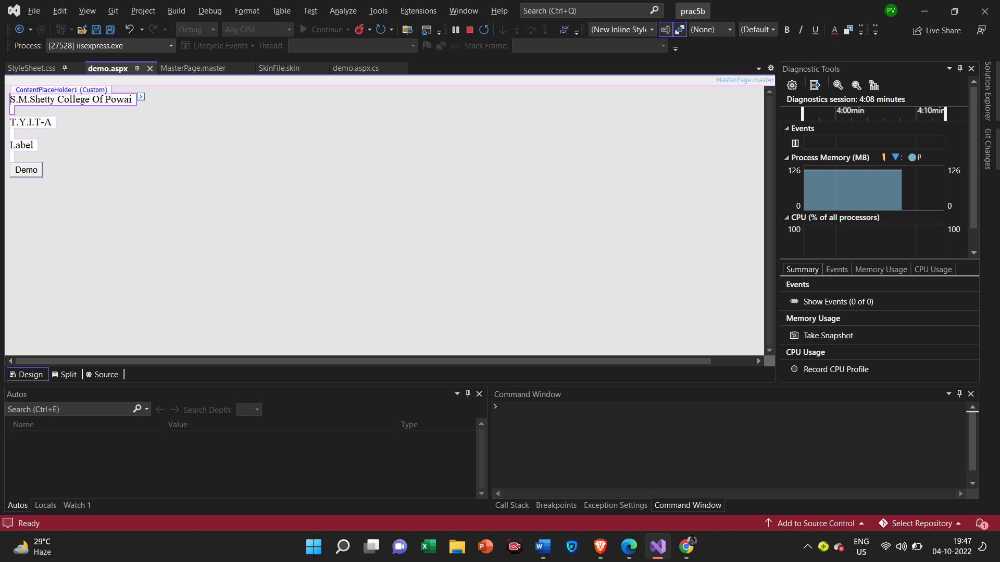 File Edit View Git Project Build Debug Format Table Test Analyze Tools Extensions Window Help Search (Ctrl+Q) prac5b PV
Debug Any CPU Continue (New Inline Style (None) (Default B I U A Live Share
Process: [27528] iisexpress.exe Lifecycle Events Thread: Stack Frame:
StyleSheet.css demo.aspx MasterPage.master SkinFile.skin demo.aspx.cs
MasterPage.master
ContentPlaceHolder1 (Custom)
S.M.Shetty College Of Powai
T.Y.I.T-A
Label
Demo
Design Split Source
Diagnostic Tools
Diagnostics session: 4:08 minutes
4:00min 4:10min
Events
Process Memory (MB) P
126 126
0 0
CPU (% of all processors)
100 100
Summary Events Memory Usage CPU Usage
Events
Show Events (0 of 0)
Memory Usage
Take Snapshot
CPU Usage
Record CPU Profile
Solution Explorer
Git Changes
Autos
Search (Ctrl+E) Search Depth:
Name Value Type
Autos Locals Watch 1
Command Window
>
Call Stack Breakpoints Exception Settings Command Window
Ready Add to Source Control Select Repository 1
29°C
Haze
ENG
US
19:47
04-10-2022